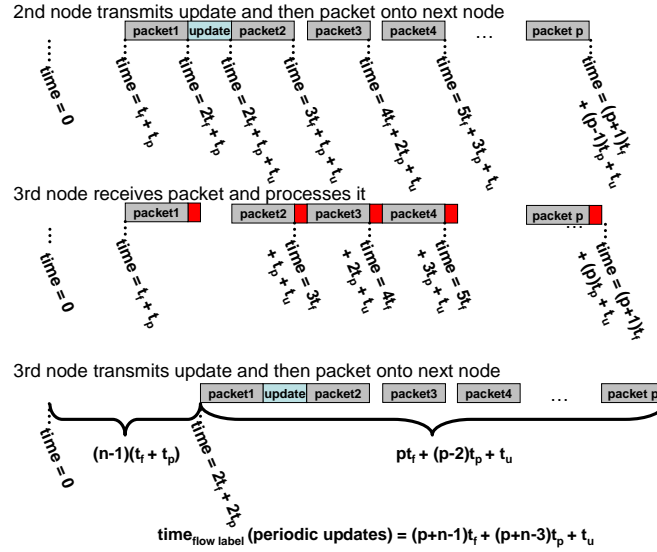 2nd node transmits update and then packet onto next node
packet1 update packet2 packet3 packet4 ... packet p
time = 0
time = t_f + t_p
time = 2t_f + t_p
time = 2t_f + t_p + t_u
time = 3t_f + t_p + t_u
time = 4t_f + 2t_p + t_u
time = 5t_f + 3t_p + t_u
time = (p+1)t_f + (p-1)t_p + t_u
3rd node receives packet and processes it
packet1 packet2 packet3 packet4 packet p
...
time = 0
time = t_f + t_p
time = 3t_f + t_p + t_u
time = 4t_f + 2t_p + t_u
time = 5t_f + 3t_p + t_u
time = (p+1)t_f + (p)t_p + t_u
3rd node transmits update and then packet onto next node
packet1 update packet2 packet3 packet4 ... packet p
time = 0
(n-1)(t_f + t_p)
time = 2t_f + 2t_p
pt_f + (p-2)t_p + t_u
time_flow label (periodic updates) = (p+n-1)t_f + (p+n-3)t_p + t_u